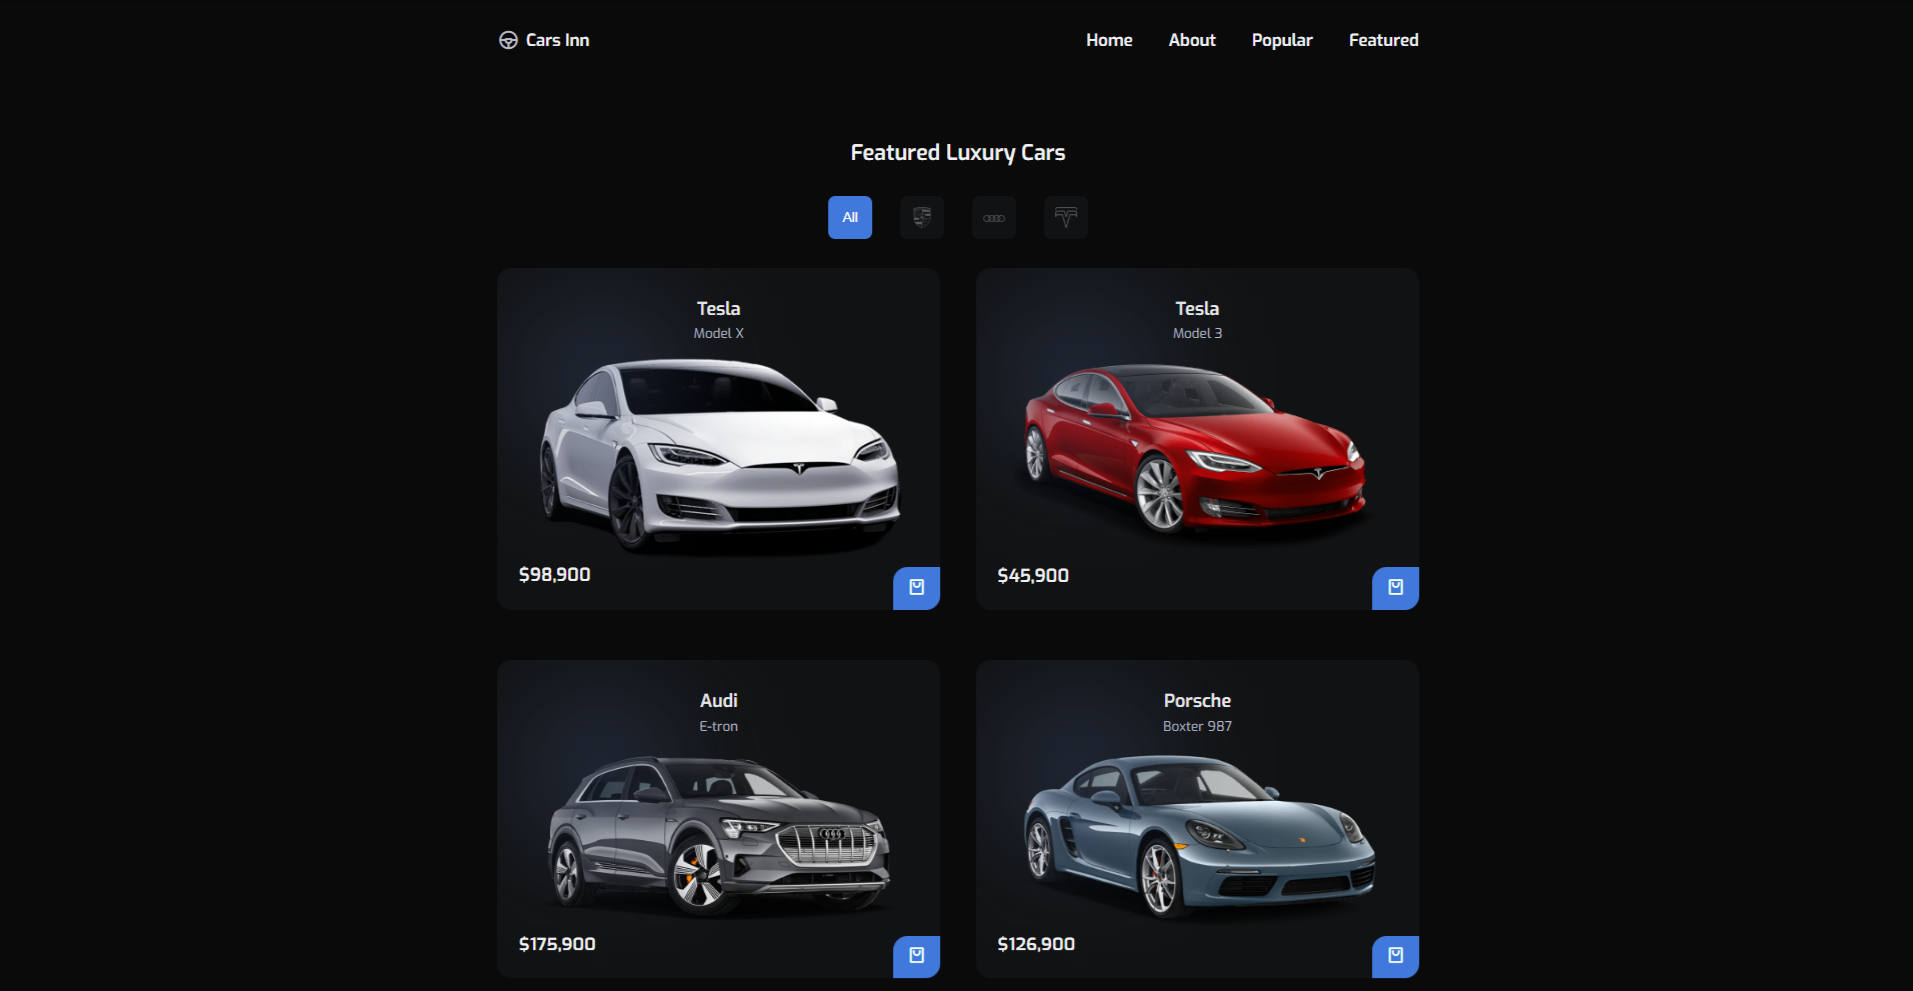 Cars Inn
Home About Popular Featured
Featured Luxury Cars
All
Tesla
Model X
$98,900
Tesla
Model 3
$45,900
Audi
E-tron
$175,900
Porsche
Boxter 987
$126,900